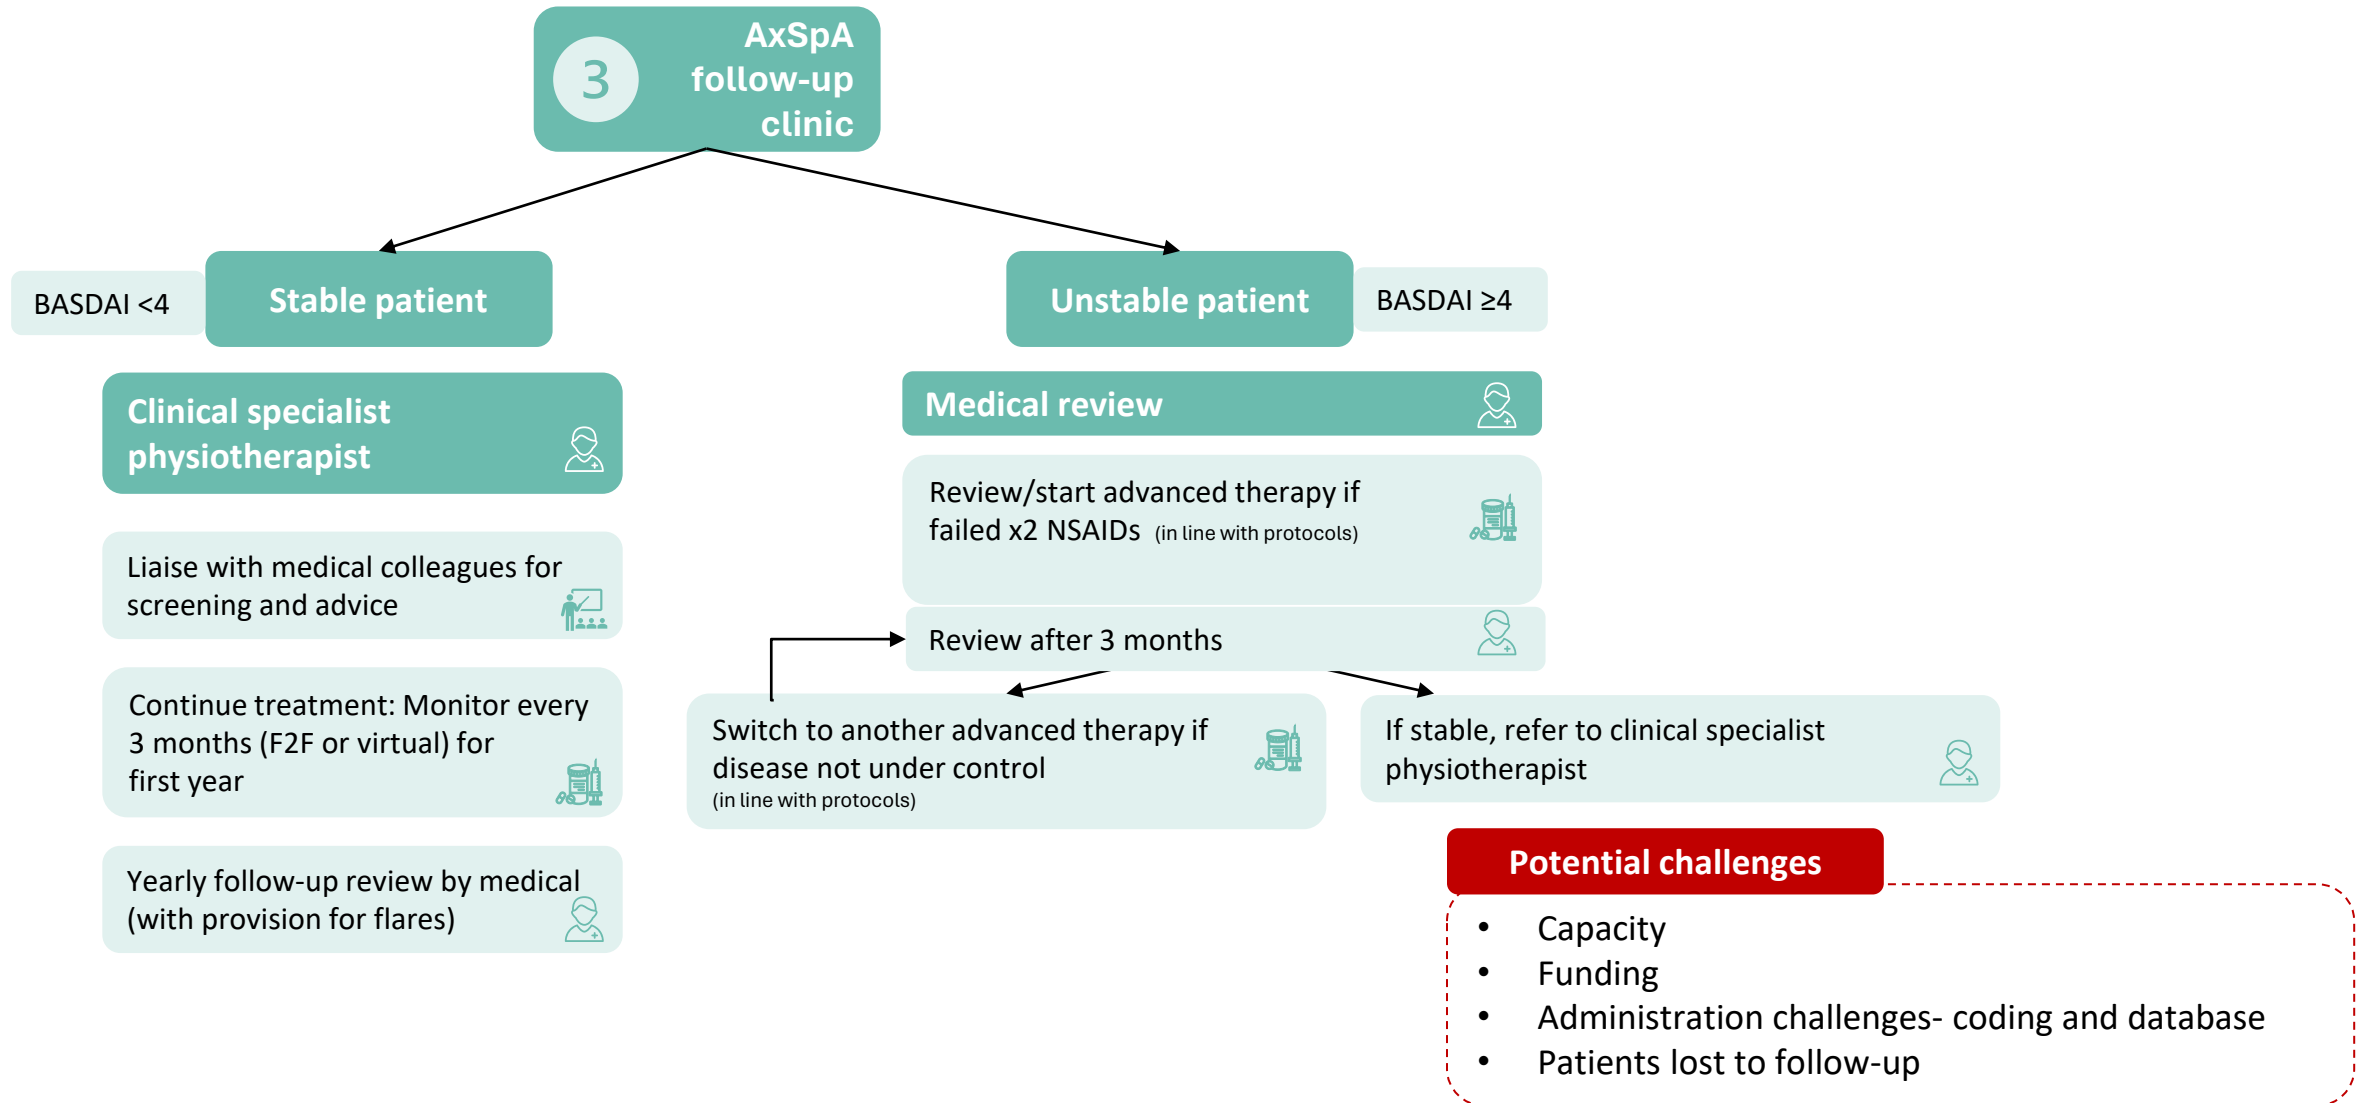 3
AxSpA
follow-up
clinic
BASDAI <4
Stable patient
Unstable patient
BASDAI ≥4
Clinical specialist
physiotherapist
Liaise with medical colleagues for
screening and advice
Continue treatment: Monitor every
3 months (F2F or virtual) for
first year
Yearly follow-up review by medical
(with provision for flares)
Medical review
Review/start advanced therapy if
failed x2 NSAIDs (in line with protocols)
Review after 3 months
Switch to another advanced therapy if
disease not under control
(in line with protocols)
If stable, refer to clinical specialist
physiotherapist
Potential challenges
• Capacity
• Funding
• Administration challenges- coding and database
• Patients lost to follow-up